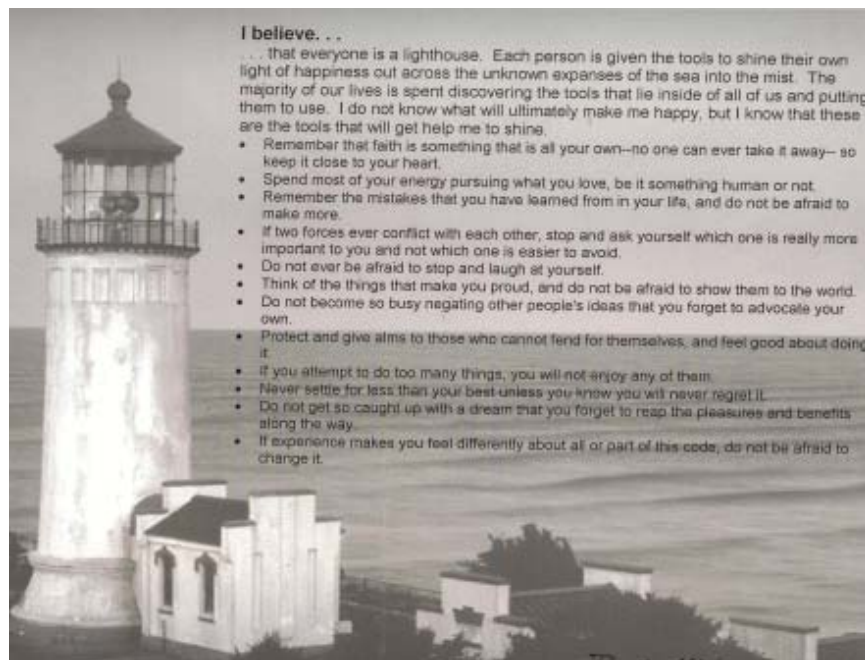 I believe. . .
. . . that everyone is a lighthouse. Each person is given the tools to shine their own
light of happiness out across the unknown expanses of the sea into the mist. The
majority of our lives is spent discovering the tools that lie inside of all of us and putting
them to use. I do not know what will ultimately make me happy, but I know that these
are the tools that will get help me to shine.
• Remember that faith is something that is all your own--no one can ever take it away-- so
keep it close to your heart.
• Spend most of your energy pursuing what you love, be it something human or not.
• Remember the mistakes that you have learned from in your life, and do not be afraid to
make more.
• If two forces ever conflict with each other, stop and ask yourself which one is really more
important to you and not which one is easier to avoid.
• Do not ever be afraid to stop and laugh at yourself.
• Think of the things that make you proud, and do not be afraid to show them to the world.
• Do not become so busy negating other people's ideas that you forget to advocate your
own.
• Protect and give alms to those who cannot fend for themselves, and feel good about doing
it.
• If you attempt to do too many things, you will not enjoy any of them.
• Never settle for less than your best unless you know you will never regret it.
• Do not get so caught up with a dream that you forget to reap the pleasures and benefits
along the way.
• If experience makes you feel differently about all or part of this code, do not be afraid to
change it.